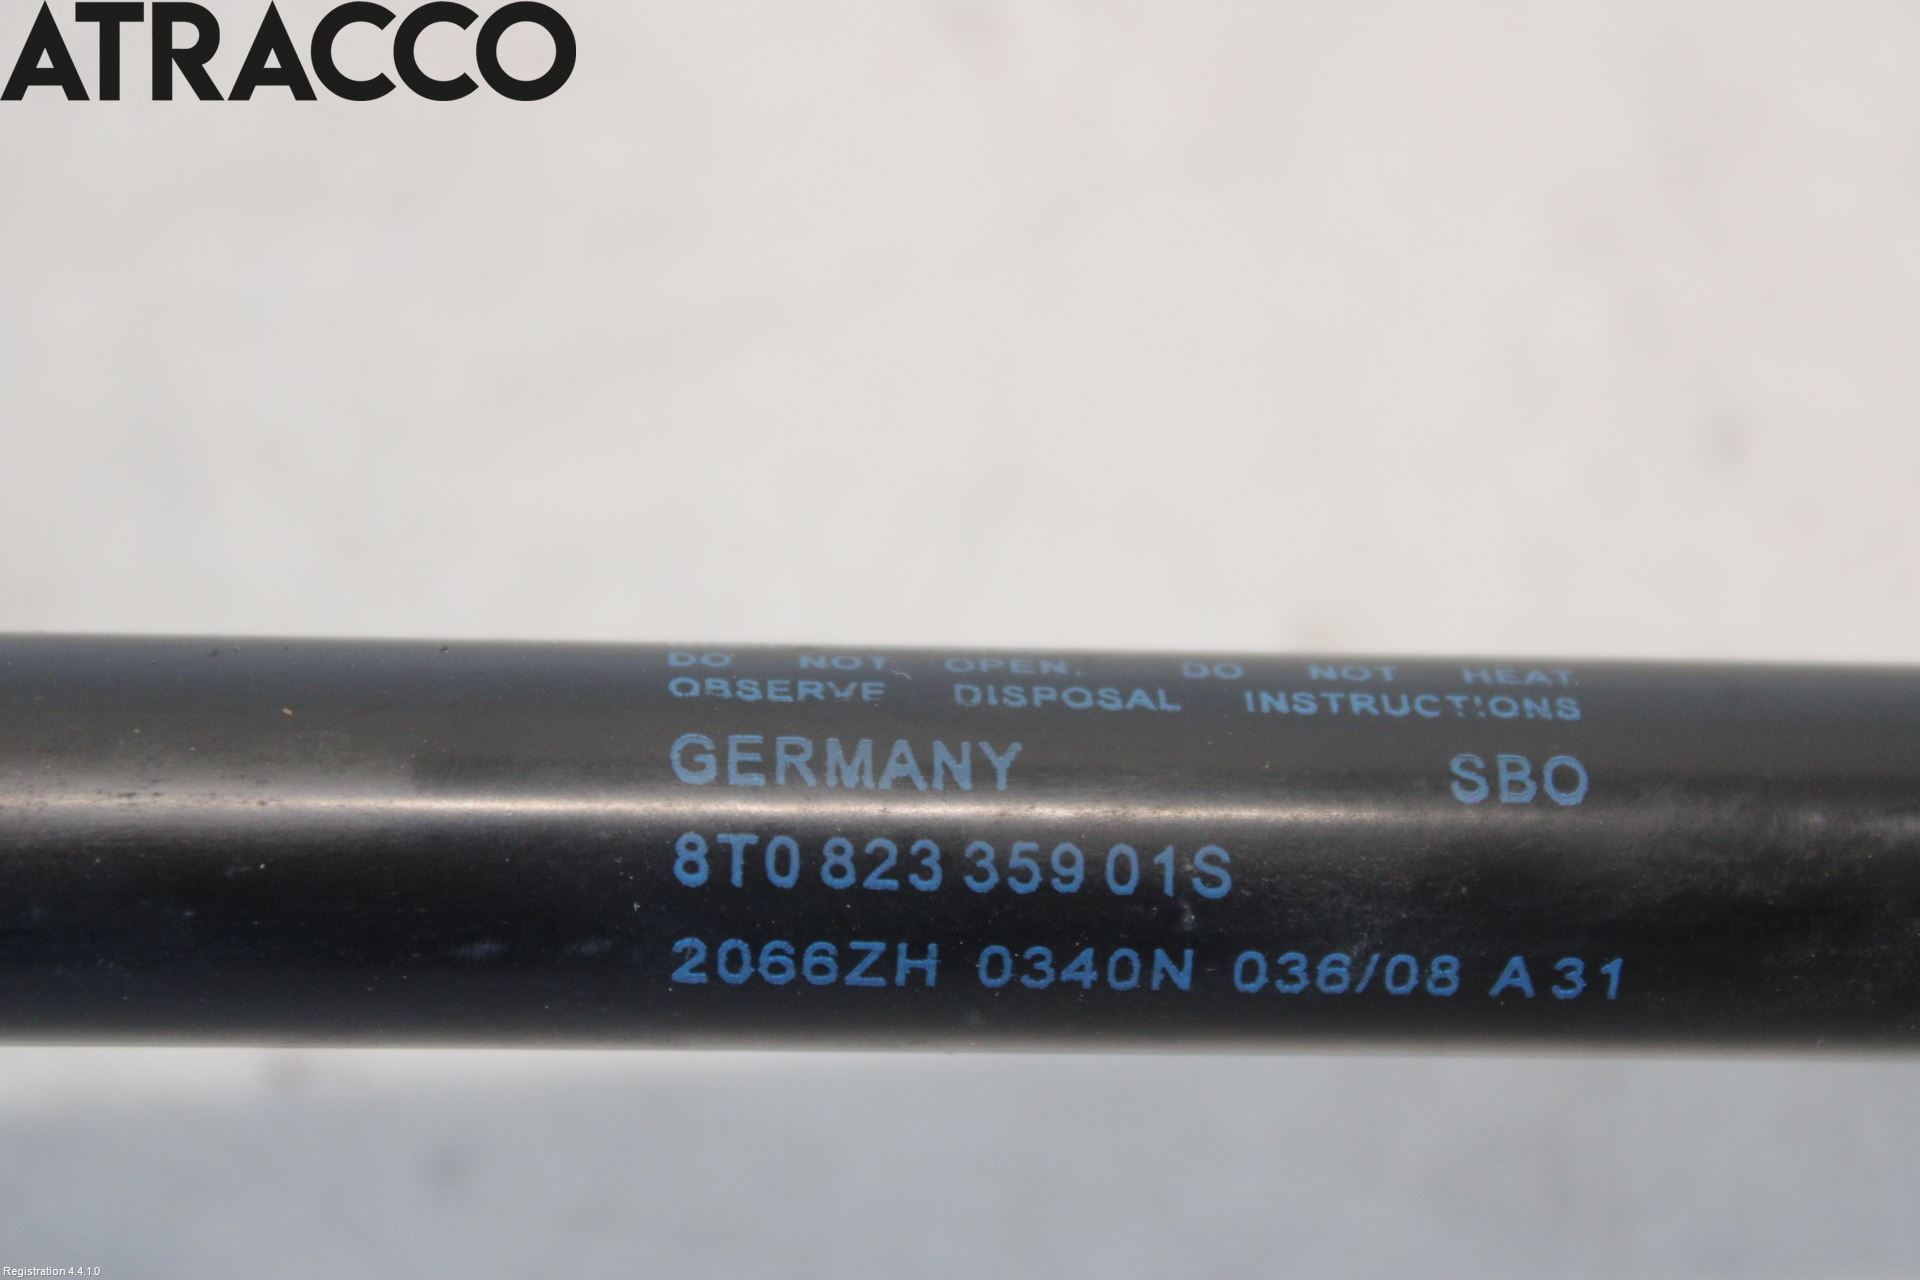 ATRACCO
DO NOT OPEN. DO NOT HEAT.
OBSERVE DISPOSAL INSTRUCTIONS
GERMANY SBO
8T0 823 359 01S
2066ZH 0340N 036/08 A 31
Registration 4.4.1.0